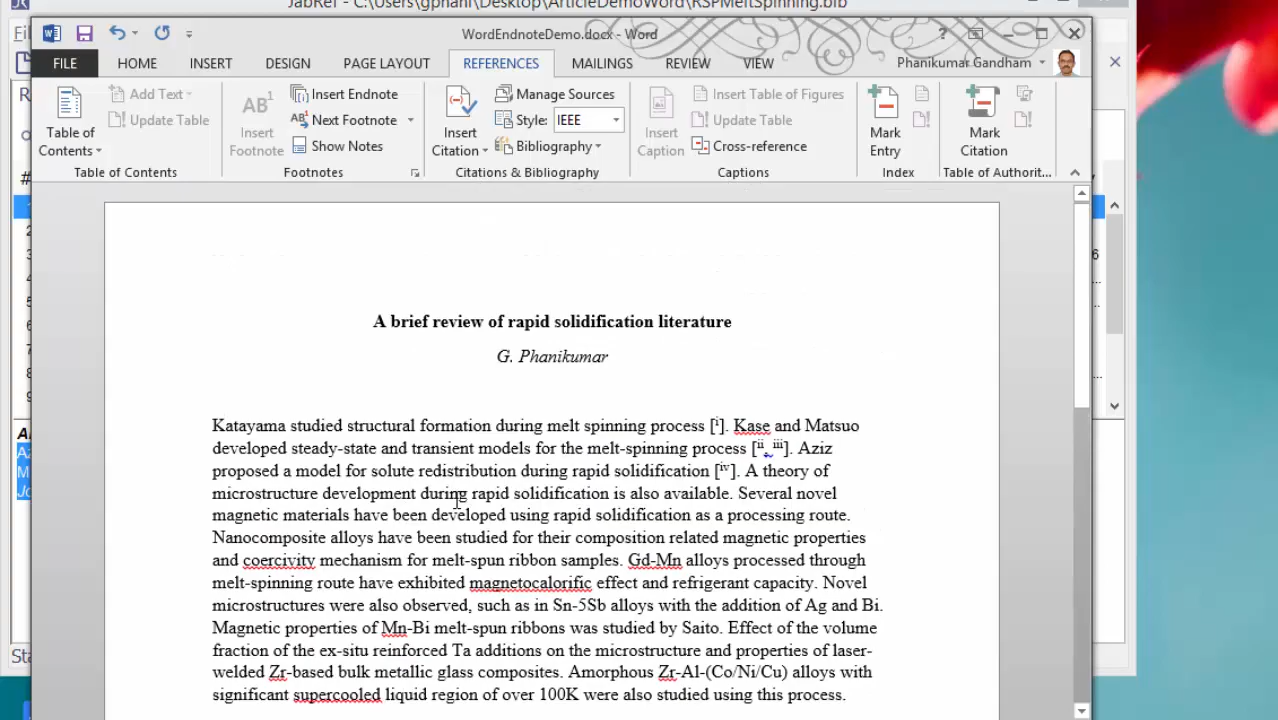 JabRef - C:\Users\gphani\Desktop\ArticleDemoWord\RSPMeltSpinning.bib
WordEndnoteDemo.docx - Word
FILE HOME INSERT DESIGN PAGE LAYOUT REFERENCES MAILINGS REVIEW VIEW Phanikumar Gandham
Table of Contents
Add Text
Update Table
Table of Contents
AB¹
Insert Footnote
Insert Endnote
Next Footnote
Show Notes
Footnotes
Insert Citation
Manage Sources
Style: IEEE
Bibliography
Citations & Bibliography
Insert Caption
Insert Table of Figures
Update Table
Cross-reference
Captions
Mark Entry
Index
Mark Citation
Table of Authorit...
A brief review of rapid solidification literature
G. Phanikumar
Katayama studied structural formation during melt spinning process [i]. Kase and Matsuo
developed steady-state and transient models for the melt-spinning process [ii, iii]. Aziz
proposed a model for solute redistribution during rapid solidification [iv]. A theory of
microstructure development during rapid solidification is also available. Several novel
magnetic materials have been developed using rapid solidification as a processing route.
Nanocomposite alloys have been studied for their composition related magnetic properties
and coercivity mechanism for melt-spun ribbon samples. Gd-Mn alloys processed through
melt-spinning route have exhibited magnetocalorific effect and refrigerant capacity. Novel
microstructures were also observed, such as in Sn-5Sb alloys with the addition of Ag and Bi.
Magnetic properties of Mn-Bi melt-spun ribbons was studied by Saito. Effect of the volume
fraction of the ex-situ reinforced Ta additions on the microstructure and properties of laser-
welded Zr-based bulk metallic glass composites. Amorphous Zr-Al-(Co/Ni/Cu) alloys with
significant supercooled liquid region of over 100K were also studied using this process.